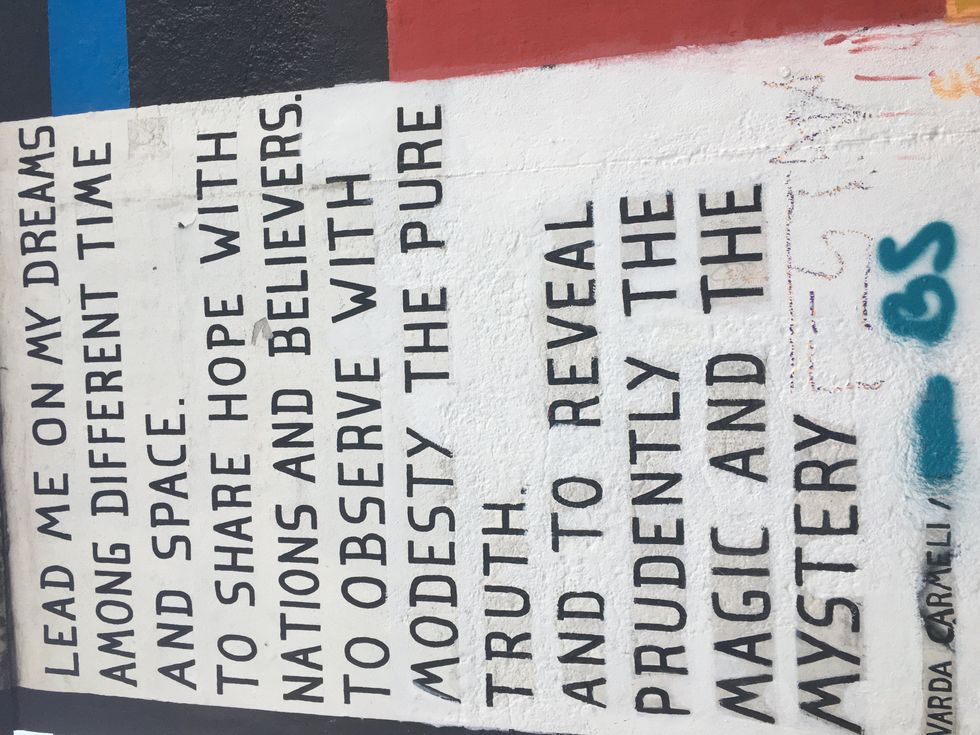 LEAD ME ON MY DREAMS
AMONG DIFFERENT TIME
AND SPACE.
TO SHARE HOPE WITH
NATIONS AND BELIEVERS.
TO OBSERVE WITH
MODESTY THE PURE
TRUTH.
AND TO REVEAL
PRUDENTLY THE
MAGIC AND THE
MYSTERY
VARDA CARMELI /
BS